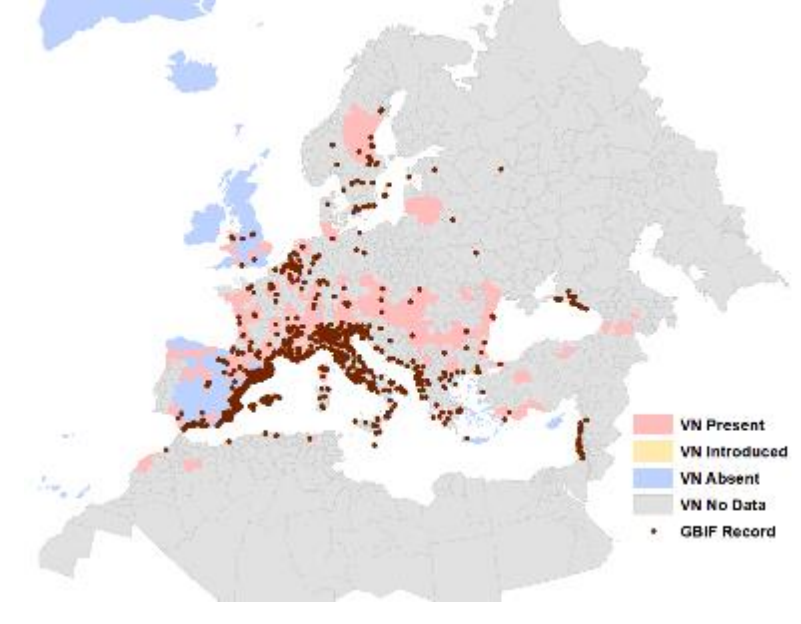 VN Present
VN Introduced
VN Absent
VN No Data
GBIF Record